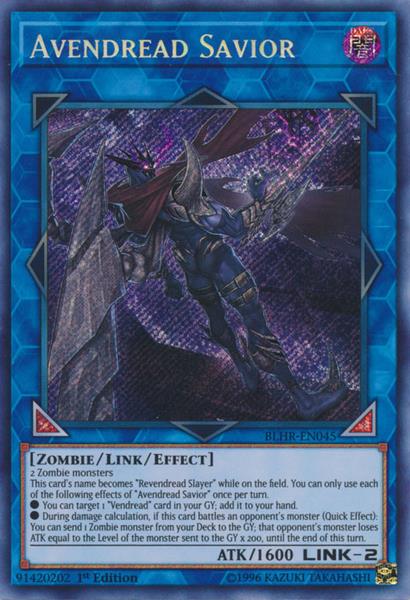 Avendread Savior
BLHR-EN045
[Zombie/Link/Effect]
2 Zombie monsters
This card's name becomes "Revendread Slayer" while on the field. You can only use each
of the following effects of "Avendread Savior" once per turn.
● You can target 1 "Vendread" card in your GY; add it to your hand.
● During damage calculation, if this card battles an opponent's monster (Quick Effect):
You can send 1 Zombie monster from your Deck to the GY; that opponent's monster loses
ATK equal to the Level of the monster sent to the GY x 200, until the end of this turn.
ATK/1600 LINK-2
91420202 1st Edition ©1996 KAZUKI TAKAHASHI